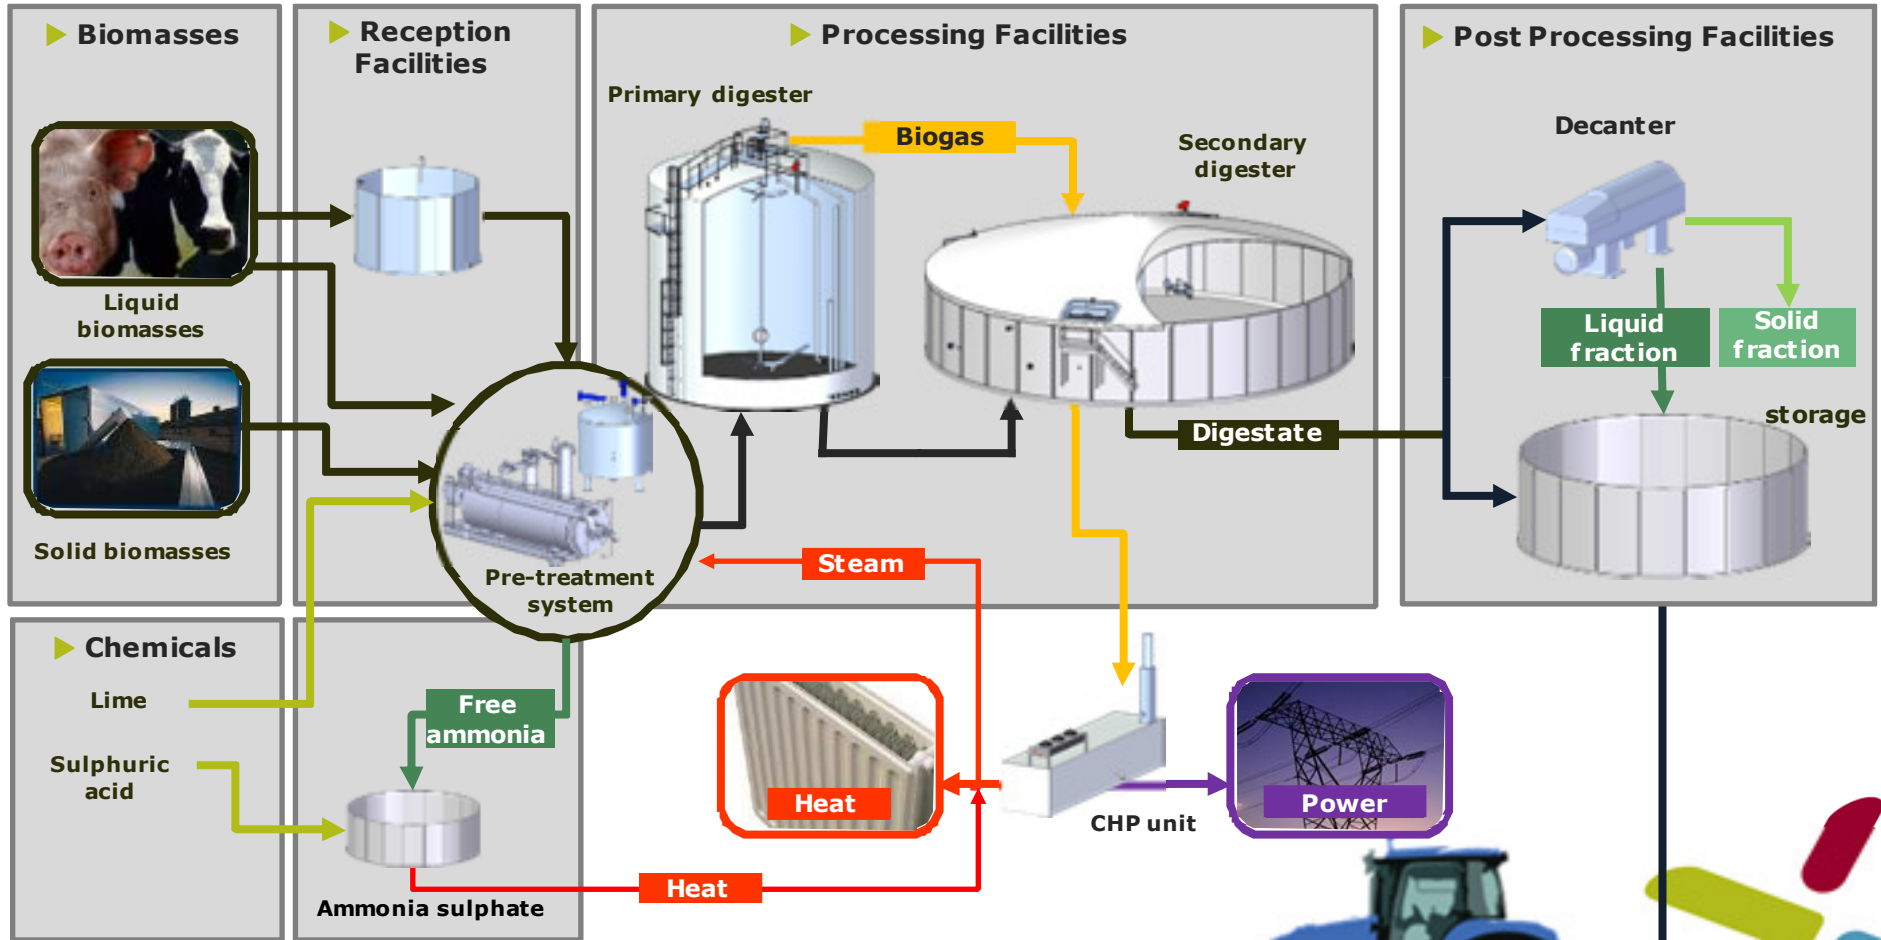 Biomasses
Reception
Facilities
Processing Facilities
Post Processing Facilities
Primary digester
Biogas
Secondary
digester
Decanter
Liquid
biomasses
Liquid
fraction
Solid
fraction
storage
Digestate
Solid biomasses
Pre-treatment
system
Steam
Chemicals
Lime
Free
ammonia
Sulphuric
acid
Heat
Power
CHP unit
Heat
Ammonia sulphate